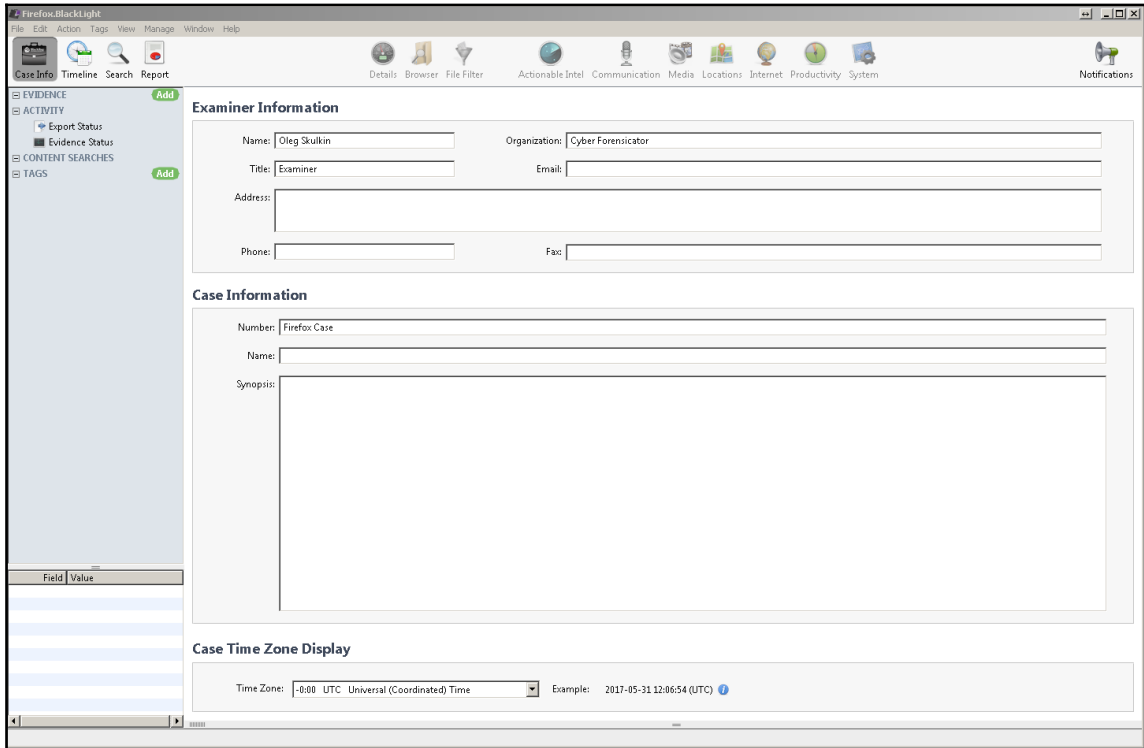 Firefox.BlackLight
File Edit Action Tags View Manage Window Help
Case Info Timeline Search Report Details Browser File Filter Actionable Intel Communication Media Locations Internet Productivity System Notifications
EVIDENCE Add
ACTIVITY
Export Status
Evidence Status
CONTENT SEARCHES
TAGS Add
Field Value
Examiner Information
Name: Oleg Skulkin Organization: Cyber Forensicator
Title: Examiner Email:
Address:
Phone: Fax:
Case Information
Number: Firefox Case
Name:
Synopsis:
Case Time Zone Display
Time Zone: -0:00 UTC Universal (Coordinated) Time Example: 2017-05-31 12:06:54 (UTC)